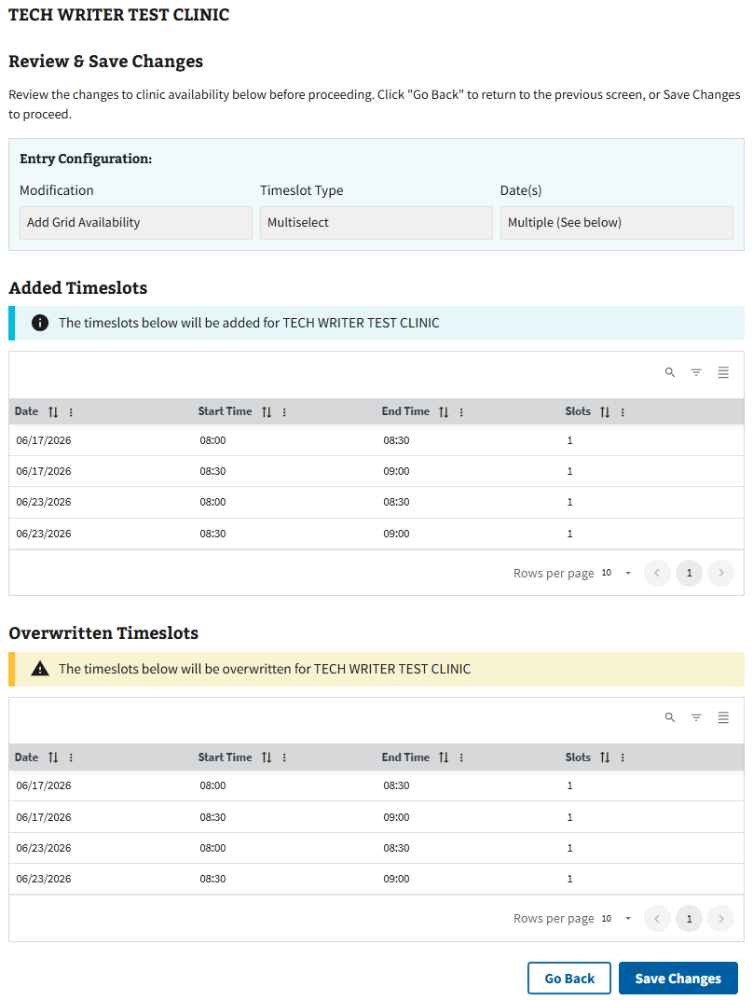 TECH WRITER TEST CLINIC
Review & Save Changes
Review the changes to clinic availability below before proceeding. Click "Go Back" to return to the previous screen, or Save Changes
to proceed.
Entry Configuration:
Modification Timeslot Type Date(s)
Add Grid Availability Multiselect Multiple (See below)
Added Timeslots
The timeslots below will be added for TECH WRITER TEST CLINIC
Date Start Time End Time Slots
06/17/2026 08:00 08:30 1
06/17/2026 08:30 09:00 1
06/23/2026 08:00 08:30 1
06/23/2026 08:30 09:00 1
Rows per page 10 1
Overwritten Timeslots
The timeslots below will be overwritten for TECH WRITER TEST CLINIC
Date Start Time End Time Slots
06/17/2026 08:00 08:30 1
06/17/2026 08:30 09:00 1
06/23/2026 08:00 08:30 1
06/23/2026 08:30 09:00 1
Rows per page 10 1
Go Back Save Changes